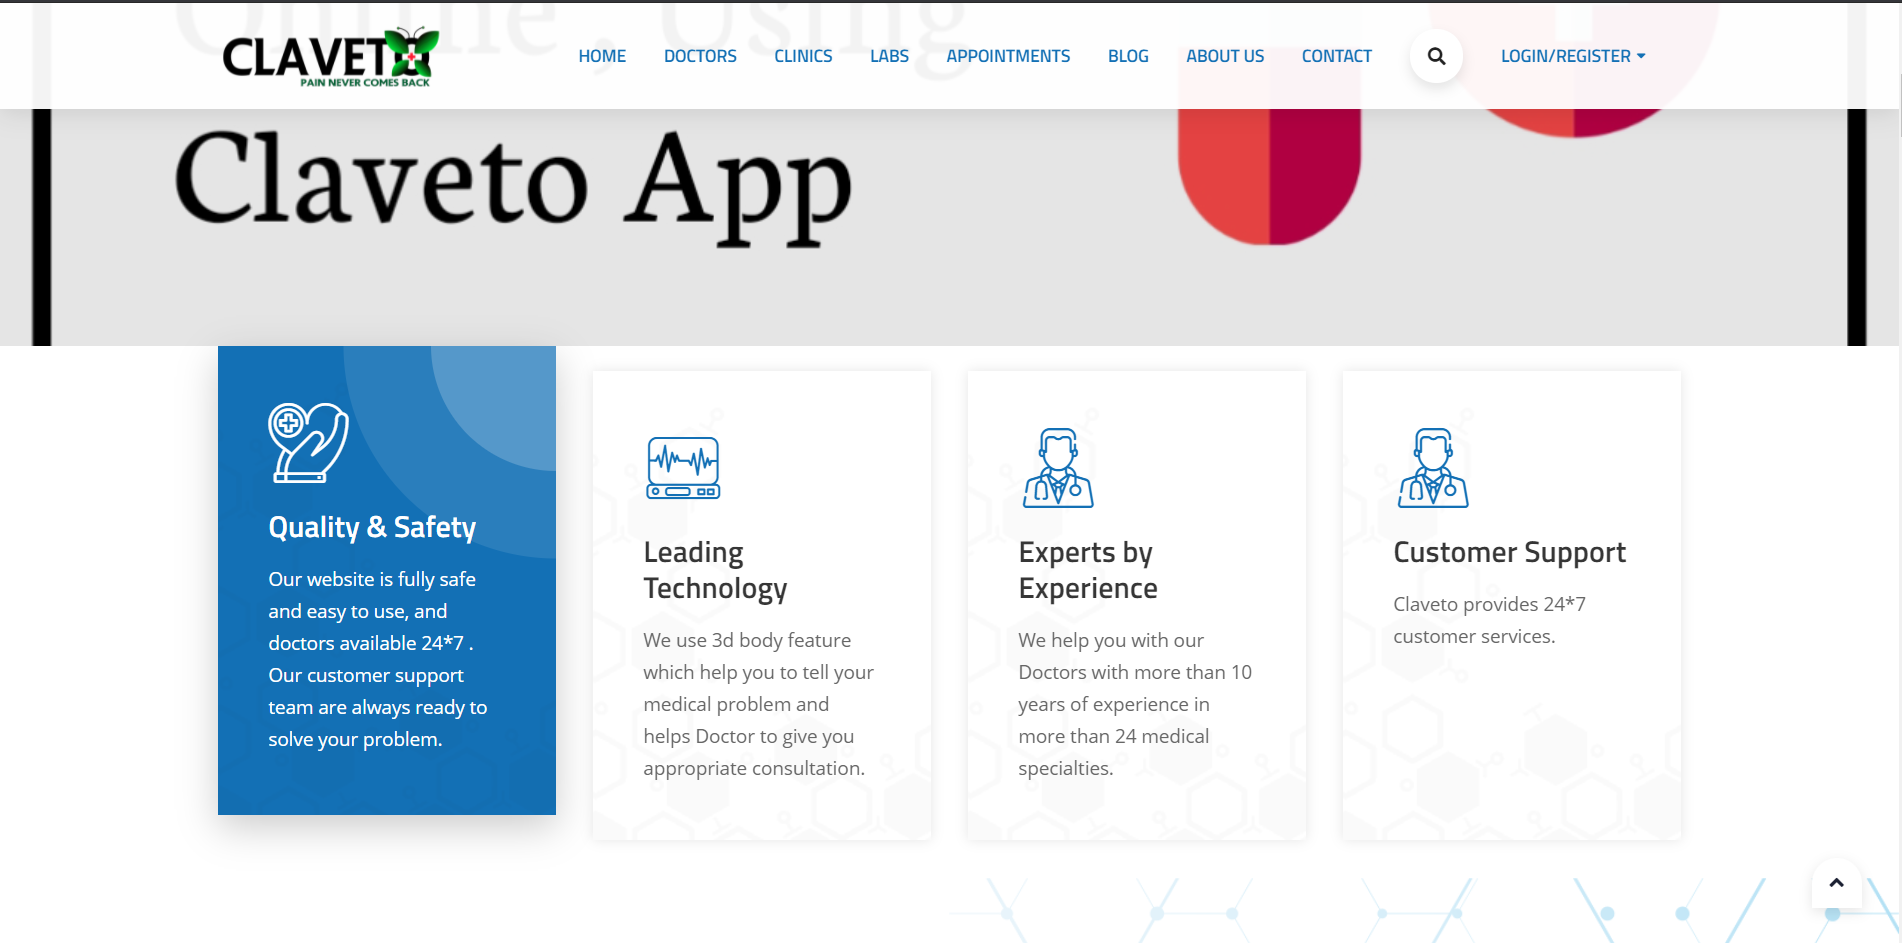 Online , Using
CLAVETO
PAIN NEVER COMES BACK
HOME DOCTORS CLINICS LABS APPOINTMENTS BLOG ABOUT US CONTACT LOGIN/REGISTER
Claveto App
Quality & Safety
Our website is fully safe
and easy to use, and
doctors available 24*7 .
Our customer support
team are always ready to
solve your problem.
Leading
Technology
We use 3d body feature
which help you to tell your
medical problem and
helps Doctor to give you
appropriate consultation.
Experts by
Experience
We help you with our
Doctors with more than 10
years of experience in
more than 24 medical
specialties.
Customer Support
Claveto provides 24*7
customer services.